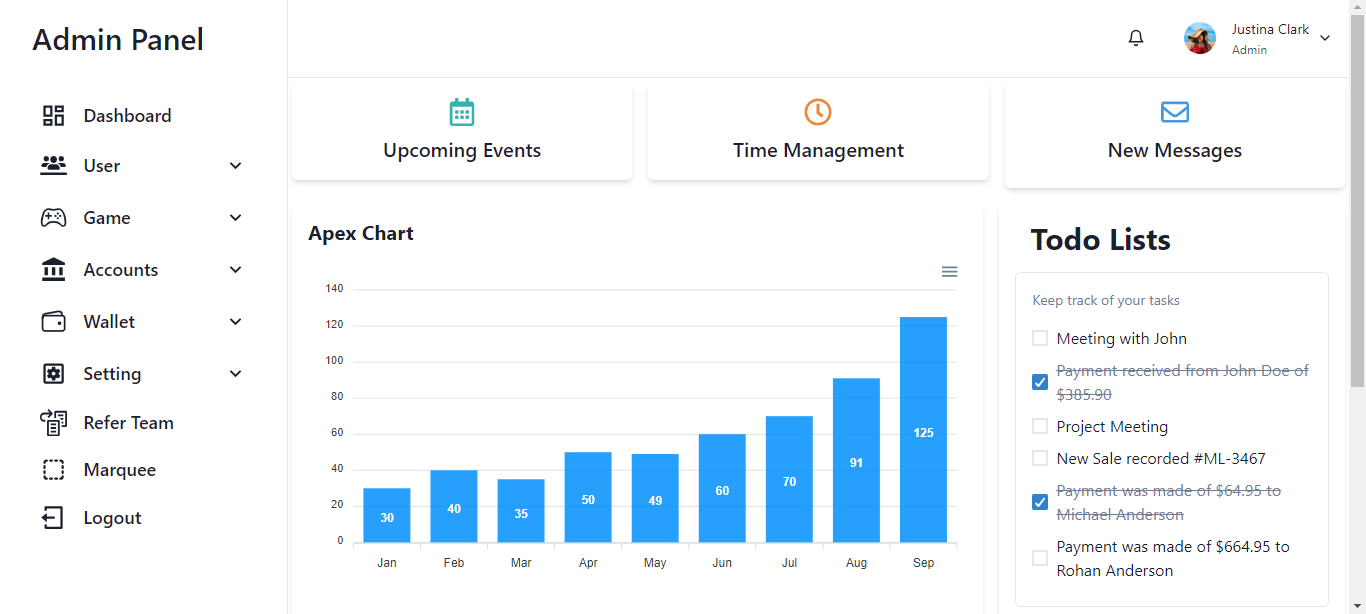 Admin Panel
Justina Clark
Admin
Dashboard
User
Game
Accounts
Wallet
Setting
Refer Team
Marquee
Logout
Upcoming Events
Time Management
New Messages
Apex Chart
140
120
100
80
60
40
20
0
30
40
35
50
49
60
70
91
125
Jan
Feb
Mar
Apr
May
Jun
Jul
Aug
Sep
Todo Lists
Keep track of your tasks
Meeting with John
Payment received from John Doe of
$385.90
Project Meeting
New Sale recorded #ML-3467
Payment was made of $64.95 to
Michael Anderson
Payment was made of $664.95 to
Rohan Anderson